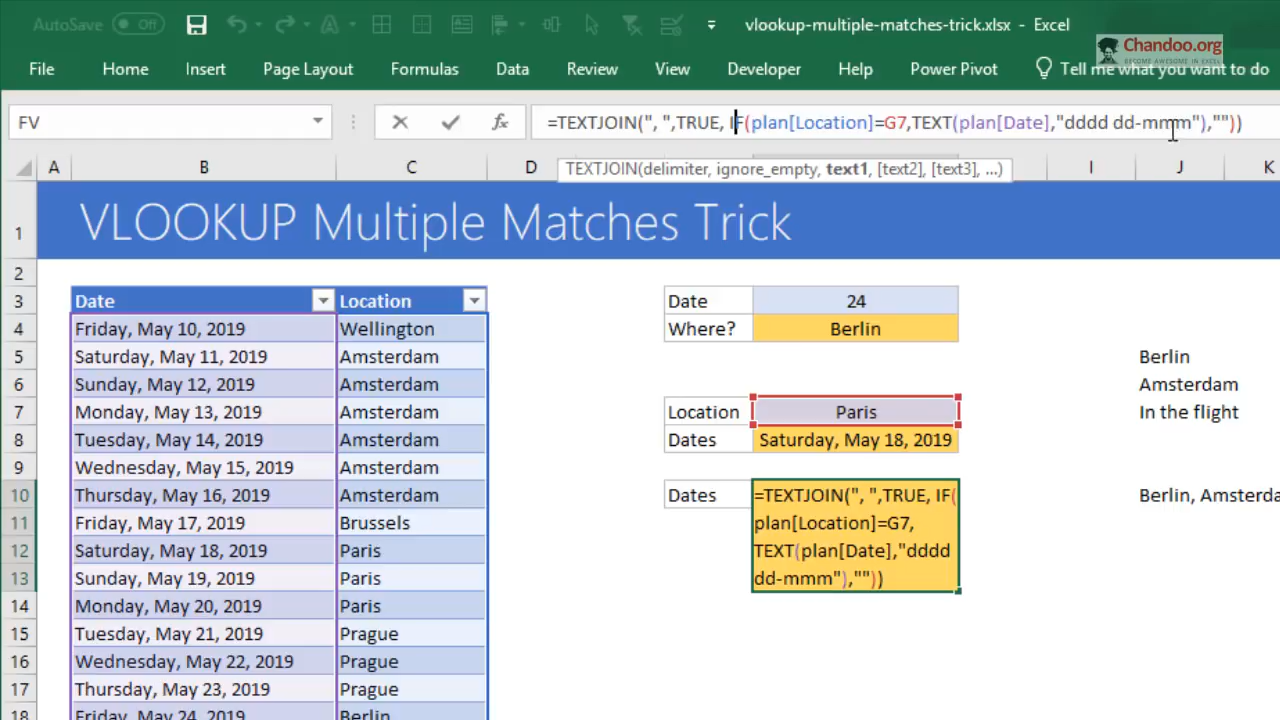 AutoSave Off vlookup-multiple-matches-trick.xlsx - Excel
Chandoo.org
BECOME AWESOME IN EXCEL
File Home Insert Page Layout Formulas Data Review View Developer Help Power Pivot Tell me what you want to do
FV fx =TEXTJOIN(", ",TRUE, IF(plan[Location]=G7,TEXT(plan[Date],"dddd dd-mmm"),""))
TEXTJOIN(delimiter, ignore_empty, text1, [text2], [text3], ...)
A B C D I J K
1 VLOOKUP Multiple Matches Trick
2
3 Date Location Date 24
4 Friday, May 10, 2019 Wellington Where? Berlin
5 Saturday, May 11, 2019 Amsterdam Berlin
6 Sunday, May 12, 2019 Amsterdam Amsterdam
7 Monday, May 13, 2019 Amsterdam Location Paris In the flight
8 Tuesday, May 14, 2019 Amsterdam Dates Saturday, May 18, 2019
9 Wednesday, May 15, 2019 Amsterdam
10 Thursday, May 16, 2019 Amsterdam Dates =TEXTJOIN(", ",TRUE, IF( Berlin, Amsterda
11 Friday, May 17, 2019 Brussels plan[Location]=G7,
12 Saturday, May 18, 2019 Paris TEXT(plan[Date],"dddd
13 Sunday, May 19, 2019 Paris dd-mmm"),""))
14 Monday, May 20, 2019 Paris
15 Tuesday, May 21, 2019 Prague
16 Wednesday, May 22, 2019 Prague
17 Thursday, May 23, 2019 Prague
18 Friday, May 24, 2019 Berlin